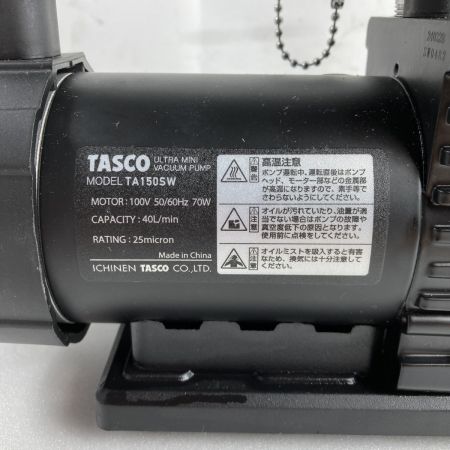 TASCO ULTRA MINI
VACUUM PUMP
MODEL TA150SW
MOTOR: 100V 50/60Hz 70W
CAPACITY: 40L/min
RATING: 25micron
Made in China
ICHINEN TASCO CO.,LTD.
高温注意
ポンプ運転中、運転直後はポンプ
ヘッド、モーター部などの金属部
が高温になりますので、素手等で
さわらないようにしてください。
オイルが汚れていたり、油量が適
当でない場合はポンプの故障や
真空度低下の原因となります。
使用前に点検をしてください。
注意
オイルミストを吸入すると有害
なため、換気には十分注意して
ください。
注意